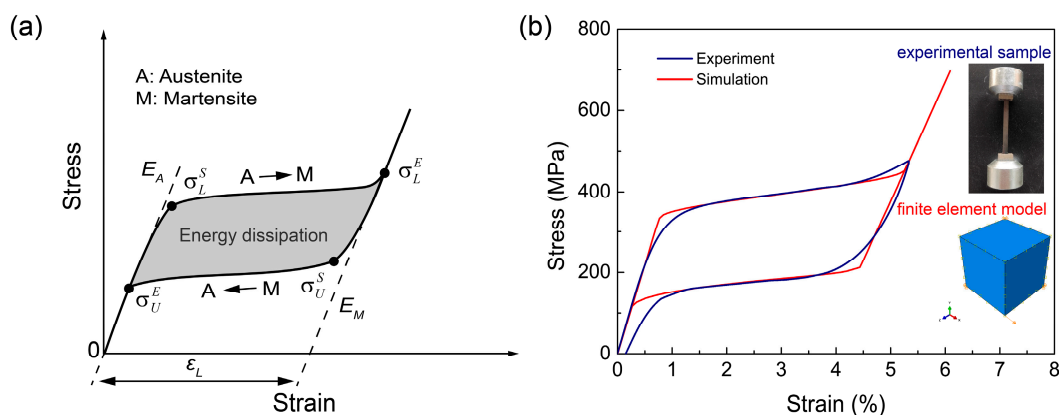 (a)
A: Austenite
M: Martensite
E_A
σ_L^S
A → M
σ_L^E
Stress
Energy dissipation
σ_U^E
A ← M
σ_U^S
E_M
0
ε_L
Strain
(b)
800
600
400
200
0
Stress (MPa)
Experiment
Simulation
experimental sample
finite element model
0 1 2 3 4 5 6 7 8
Strain (%)